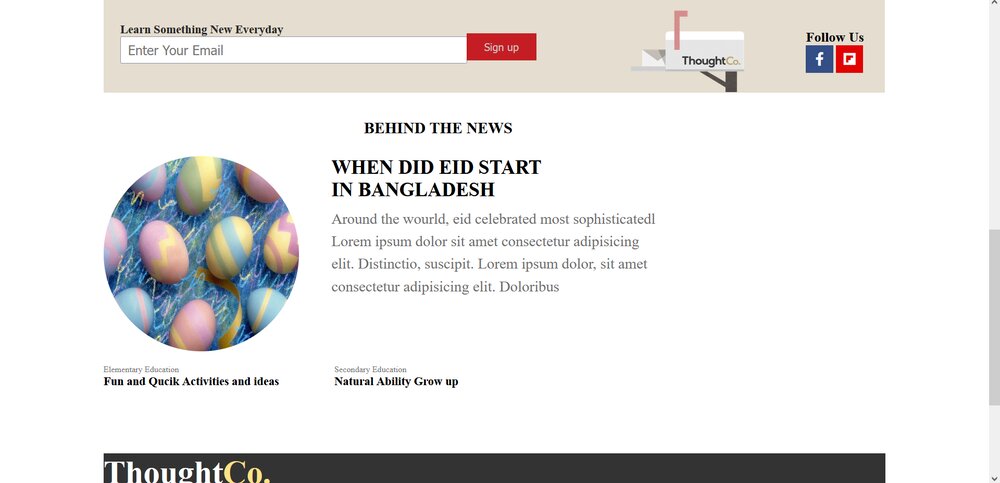 Learn Something New Everyday
Enter Your Email
Sign up
ThoughtCo.
Follow Us
BEHIND THE NEWS
WHEN DID EID START
IN BANGLADESH
Around the wourld, eid celebrated most sophisticatedl
Lorem ipsum dolor sit amet consectetur adipisicing
elit. Distinctio, suscipit. Lorem ipsum dolor, sit amet
consectetur adipisicing elit. Doloribus
Elementary Education
Fun and Qucik Activities and ideas
Secondary Education
Natural Ability Grow up
ThoughtCo.